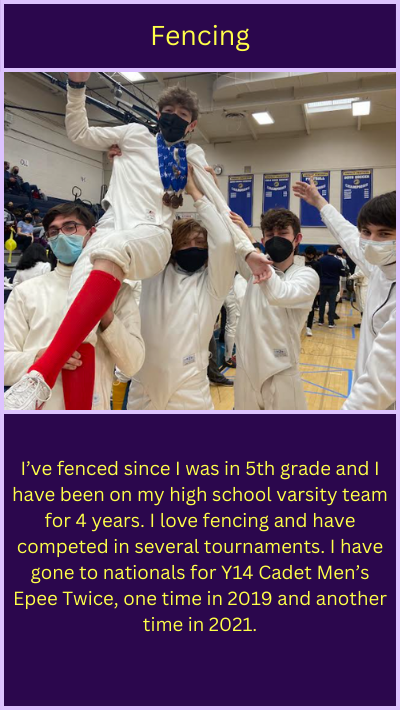 Fencing
I’ve fenced since I was in 5th grade and I
have been on my high school varsity team
for 4 years. I love fencing and have
competed in several tournaments. I have
gone to nationals for Y14 Cadet Men’s
Epee Twice, one time in 2019 and another
time in 2021.